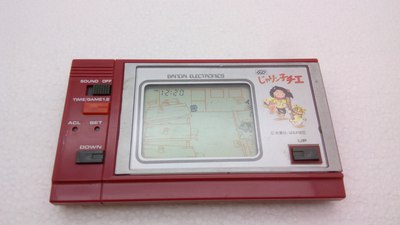 SOUND OFF
BANDAI ELECTRONICS
じゃリン子チエ
TIME/GAME1,2
12:20
ACL SET
DOWN
UP